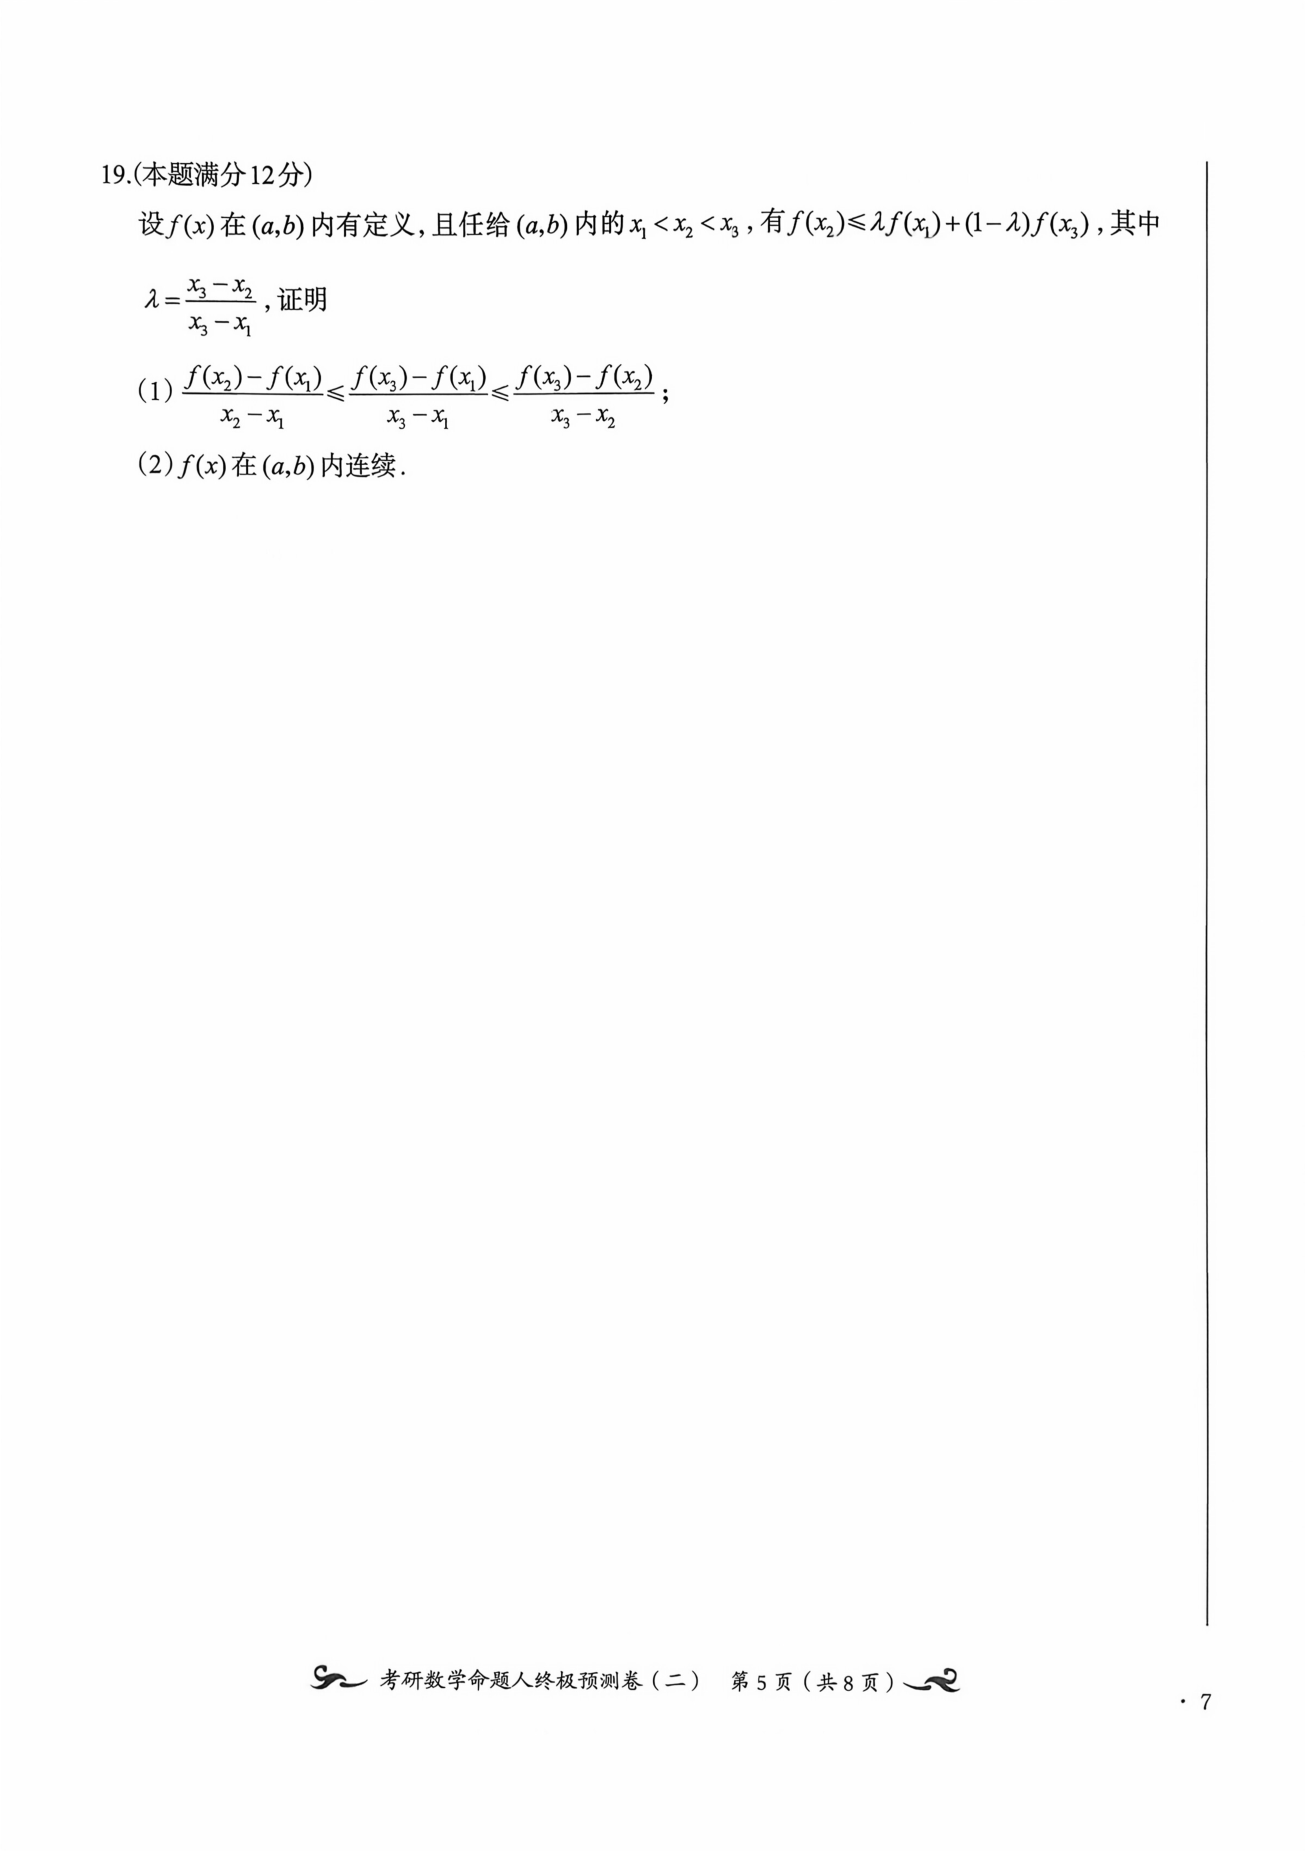 19.(本题满分12分)
设f(x)在(a,b)内有定义,且任给(a,b)内的x₁<x₂<x₃,有f(x₂)≤λf(x₁)+(1−λ)f(x₃),其中
λ=\frac{x₃−x₂}{x₃−x₁},证明
(1) \frac{f(x₂)−f(x₁)}{x₂−x₁}≤\frac{f(x₃)−f(x₁)}{x₃−x₁}≤\frac{f(x₃)−f(x₂)}{x₃−x₂};
(2)f(x)在(a,b)内连续.
考研数学命题人终极预测卷(二) 第5页(共8页)
· 7